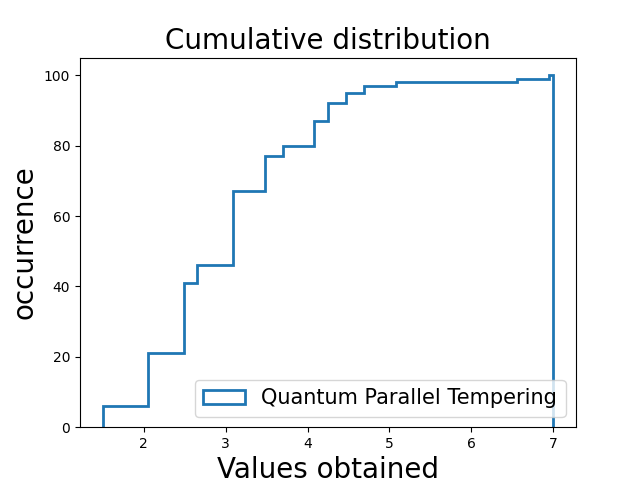 Cumulative distribution
occurrence
100
80
60
40
20
0
Quantum Parallel Tempering
2 3 4 5 6 7
Values obtained